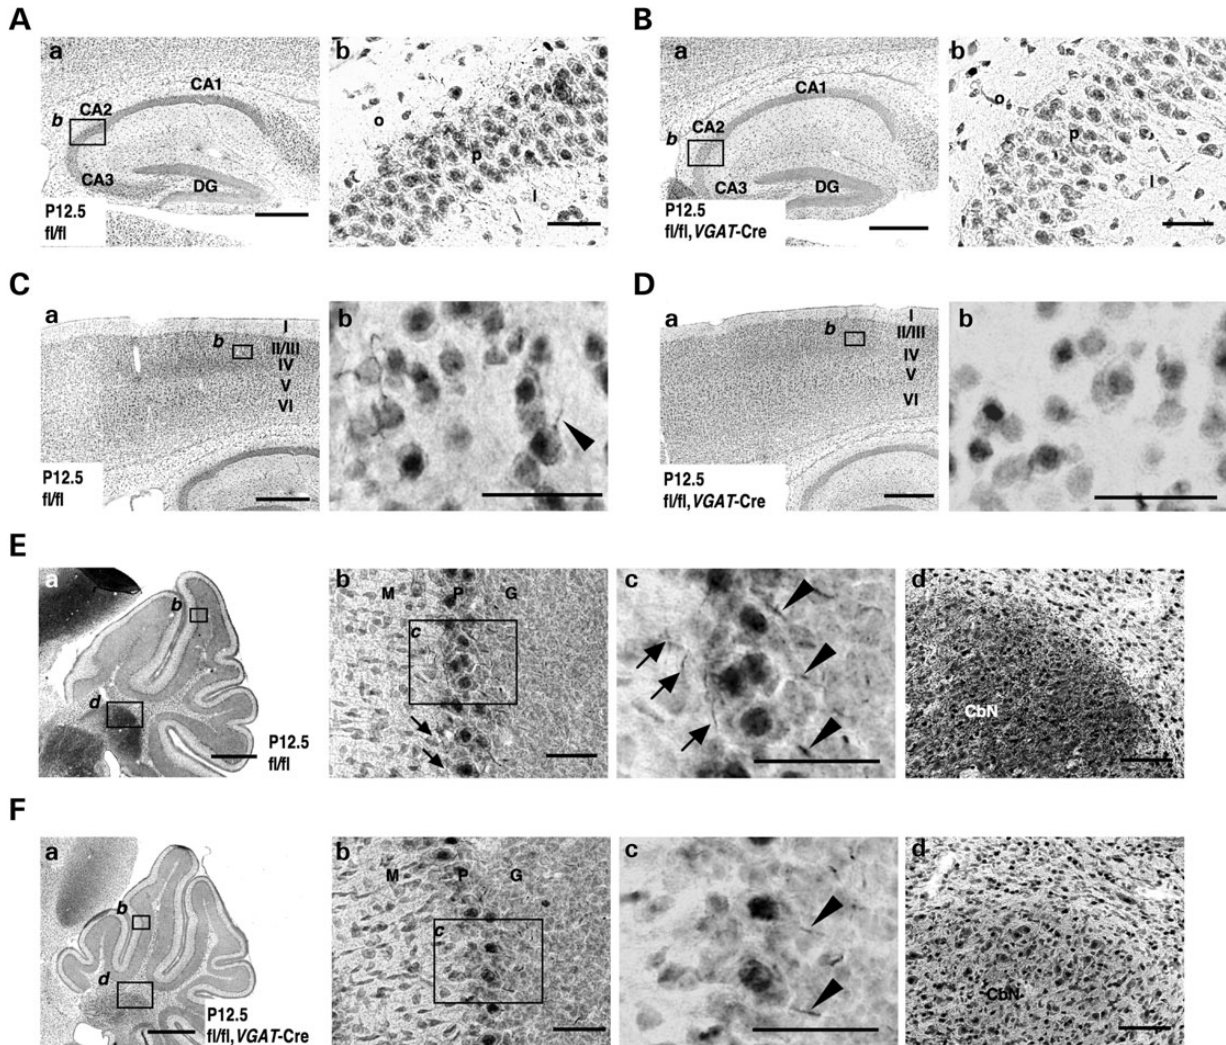 A
a
CA1
CA2
b
CA3
DG
P12.5
fl/fl
b
o
p
l
B
a
CA1
CA2
b
CA3
DG
P12.5
fl/fl, VGAT-Cre
b
o
p
l
C
a
I
b
II/III
IV
V
VI
P12.5
fl/fl
b
D
a
I
b
II/III
IV
V
VI
P12.5
fl/fl, VGAT-Cre
b
E
a
b
d
P12.5
fl/fl
b
M P G
c
c
d
CbN
F
a
b
d
P12.5
fl/fl, VGAT-Cre
b
M P G
c
c
d
CbN